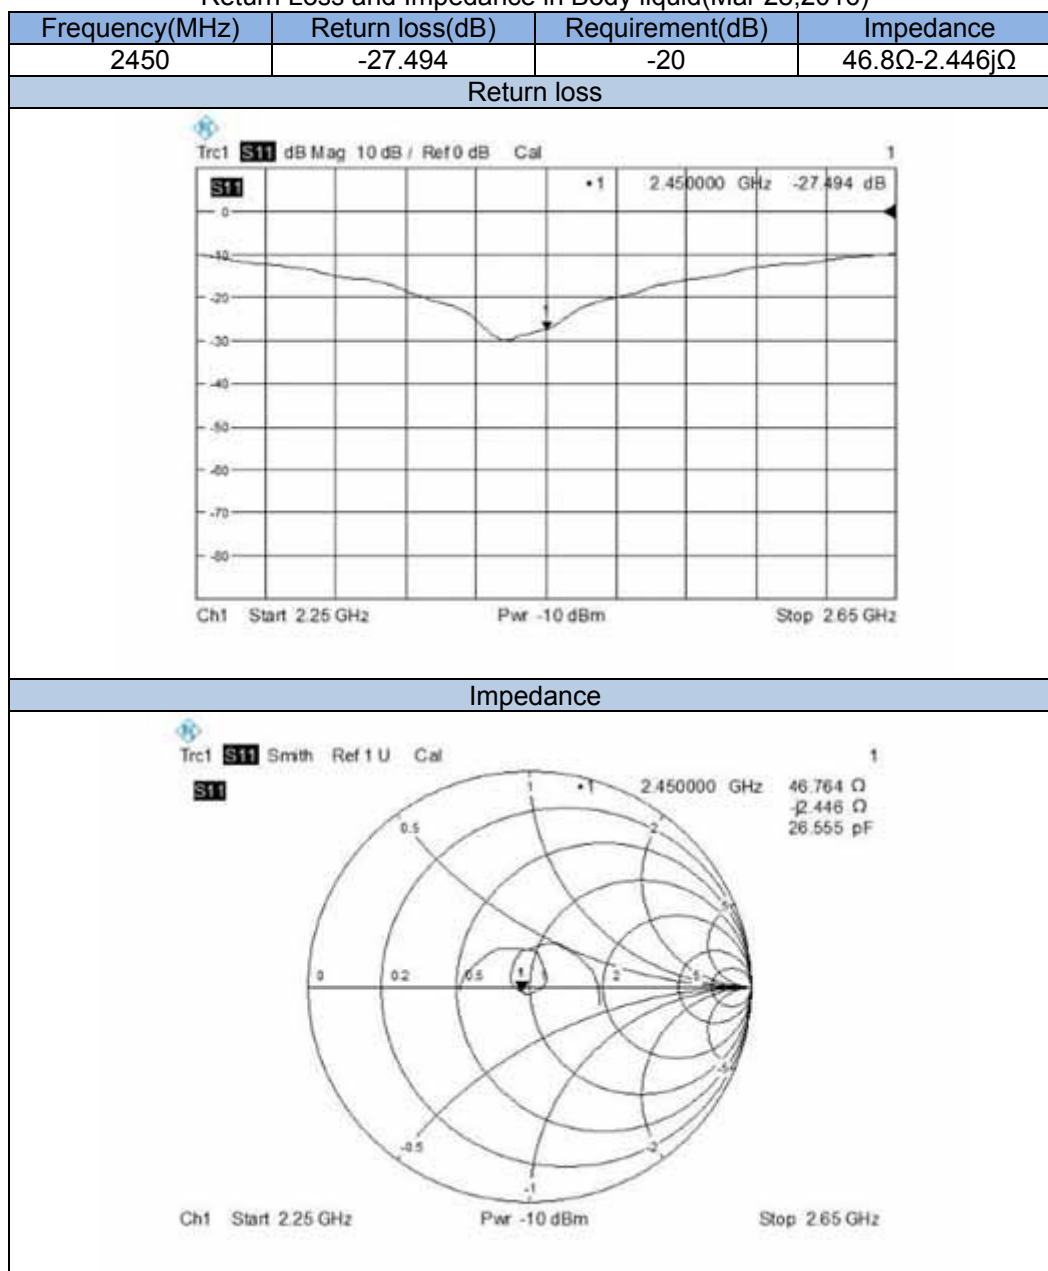 Return Loss and Impedance in Body liquid(Mar
Frequency(MHz) Return loss(dB) Requirement(dB) Impedance
2450 -27.494 -20 46.8Ω-2.446jΩ
Return loss
Trc1 S11 dB Mag 10 dB / Ref 0 dB Cal 1
S11 •1 2.450000 GHz -27.494 dB
0
-10
-20
1
-30
-40
-50
-60
-70
-80
Ch1 Start 2.25 GHz Pwr -10 dBm Stop 2.65 GHz
Impedance
Trc1 S11 Smith Ref 1 U Cal 1
S11 1 •1 2.450000 GHz 46.764 Ω
-j2.446 Ω
26.555 pF
0.5 2
5
0 0.2 0.5 1 1 2 5
-5
-0.5 -2
-1
Ch1 Start 2.25 GHz Pwr -10 dBm Stop 2.65 GHz